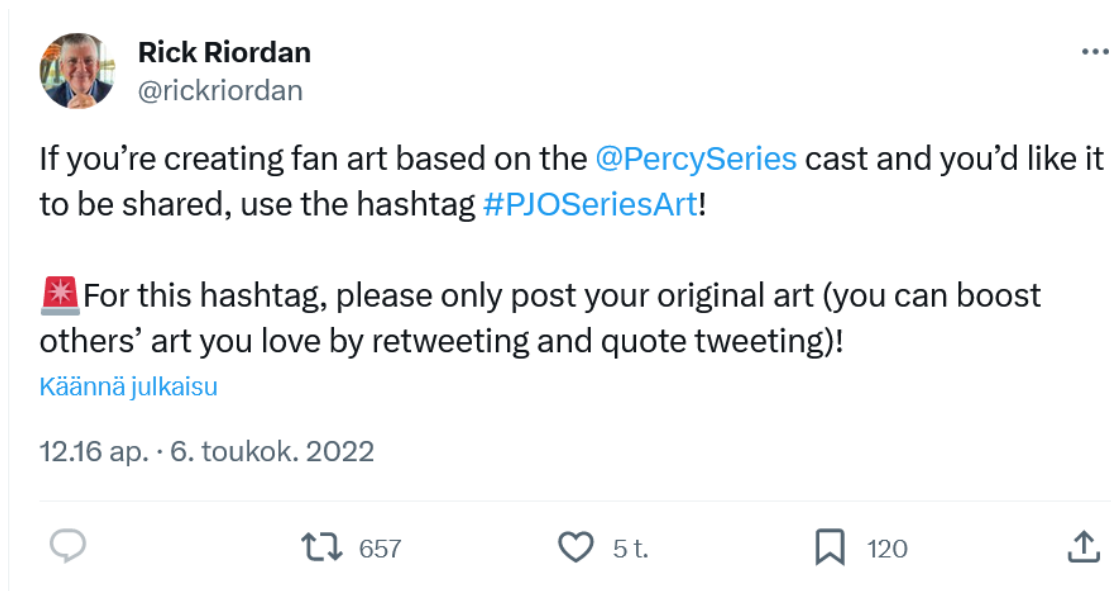 Rick Riordan
@rickriordan
If you’re creating fan art based on the @PercySeries cast and you’d like it
to be shared, use the hashtag #PJOSeriesArt!
🚨For this hashtag, please only post your original art (you can boost
others’ art you love by retweeting and quote tweeting)!
Käännä julkaisu
12.16 ap. · 6. toukok. 2022
657 5 t. 120